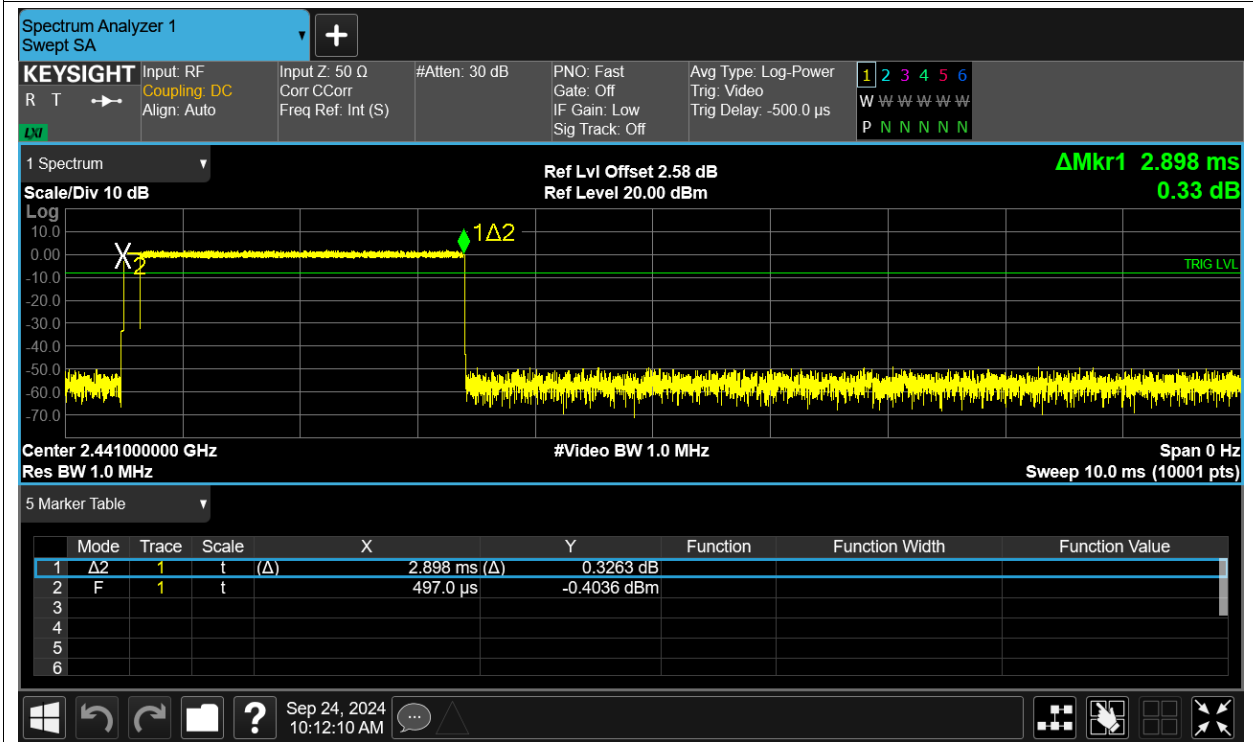 Spectrum Analyzer 1
Swept SA
KEYSIGHT
R T
LXI
Input: RF
Coupling: DC
Align: Auto
Input Z: 50 Ω
Corr CCorr
Freq Ref: Int (S)
#Atten: 30 dB
PNO: Fast
Gate: Off
IF Gain: Low
Sig Track: Off
Avg Type: Log-Power
Trig: Video
Trig Delay: -500.0 µs
1 2 3 4 5 6
W W W W W W
P N N N N N
1 Spectrum
Scale/Div 10 dB
Ref Lvl Offset 2.58 dB
Ref Level 20.00 dBm
ΔMkr1 2.898 ms
0.33 dB
Log
10.0
0.00
-10.0
-20.0
-30.0
-40.0
-50.0
-60.0
-70.0
X2
1Δ2
TRIG LVL
Center 2.441000000 GHz #Video BW 1.0 MHz Span 0 Hz
Res BW 1.0 MHz Sweep 10.0 ms (10001 pts)
5 Marker Table
Mode Trace Scale X Y Function Function Width Function Value
1 Δ2 1 t (Δ) 2.898 ms (Δ) 0.3263 dB
2 F 1 t 497.0 µs -0.4036 dBm
3
4
5
6
? Sep 24, 2024
10:12:10 AM